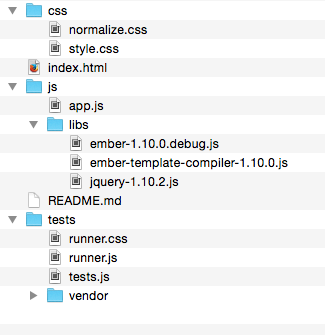 css
normalize.css
style.css
index.html
js
app.js
libs
ember-1.10.0.debug.js
ember-template-compiler-1.10.0.js
jquery-1.10.2.js
README.md
tests
runner.css
runner.js
tests.js
vendor